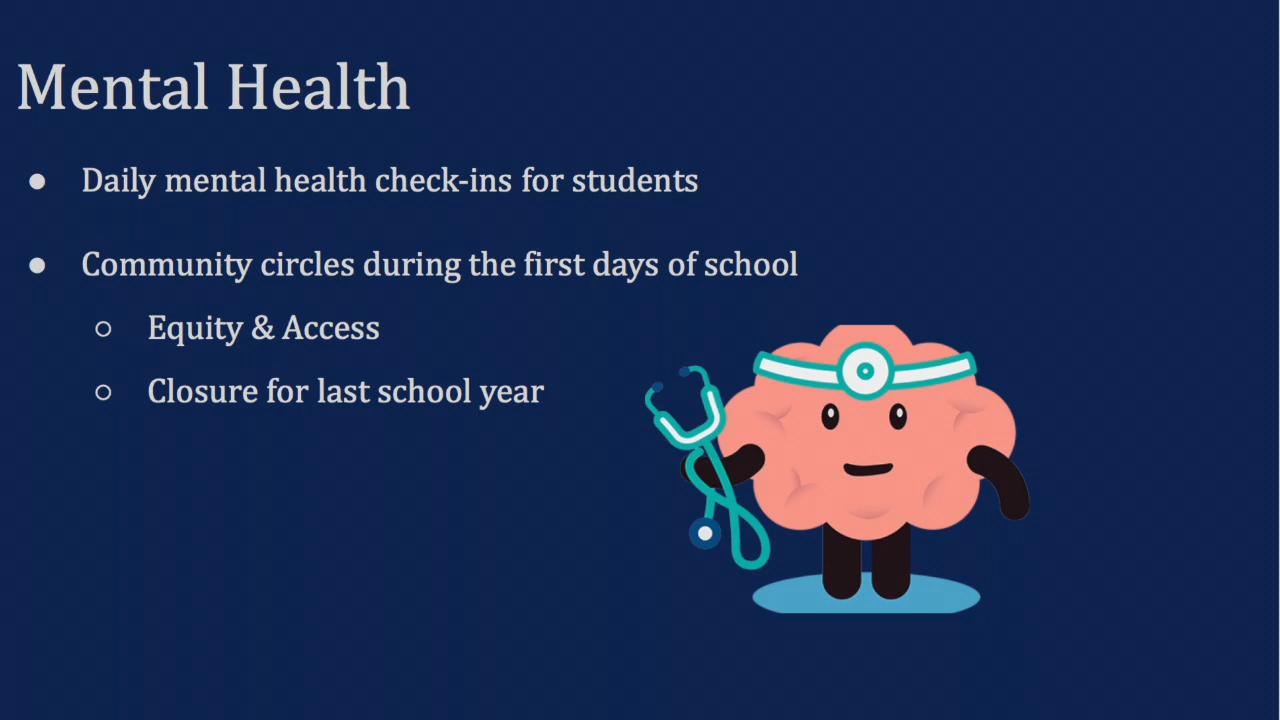 Mental Health
● Daily mental health check-ins for students
● Community circles during the first days of school
○ Equity & Access
○ Closure for last school year